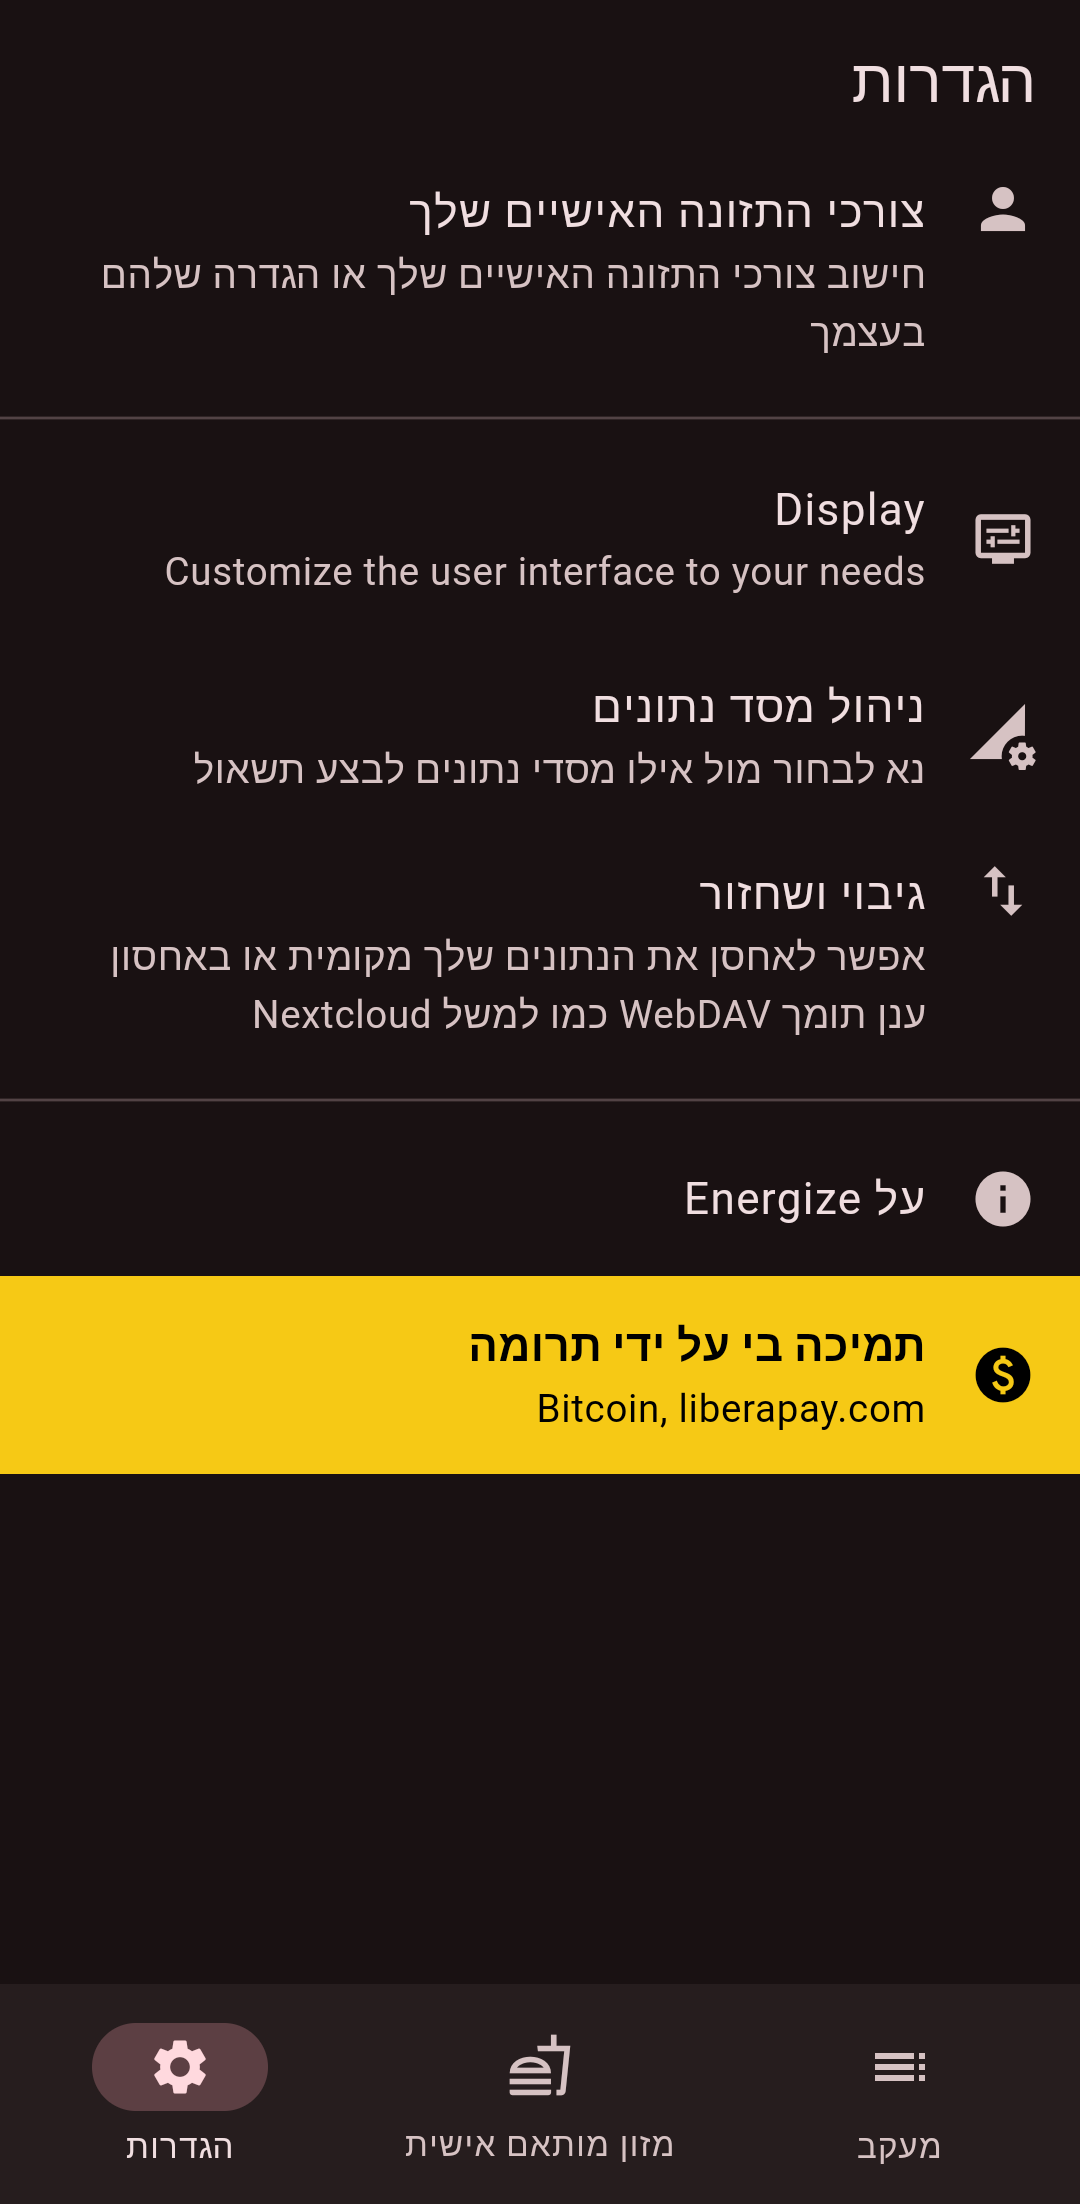 הגדרות
צורכי התזונה האישיים שלך
חישוב צורכי התזונה האישיים שלך או הגדרה שלהם
בעצמך
Display
Customize the user interface to your needs
ניהול מסד נתונים
נא לבחור מול אילו מסדי נתונים לבצע תשאול
גיבוי ושחזור
אפשר לאחסן את הנתונים שלך מקומית או באחסון
ענן תומך WebDAV כמו למשל Nextcloud
על Energize
תמיכה בי על ידי תרומה
Bitcoin, liberapay.com
מעקב
מזון מותאם אישית
הגדרות